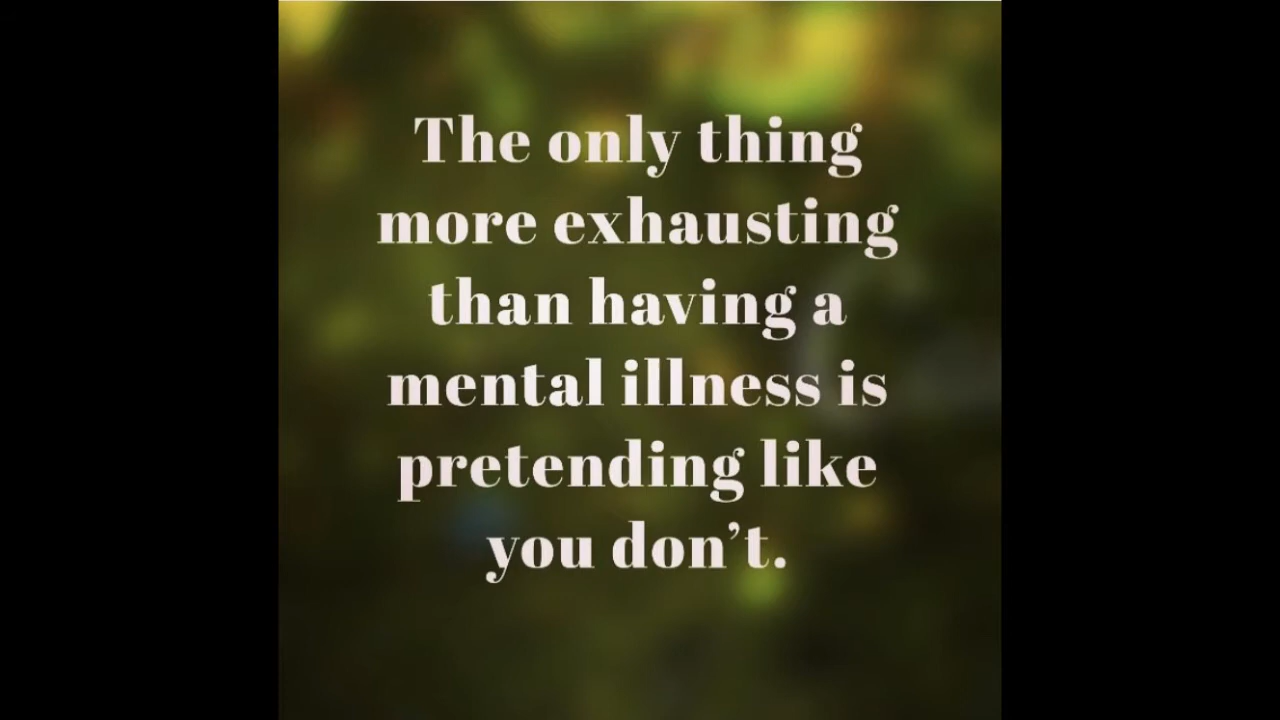 The only thing
more exhausting
than having a
mental illness is
pretending like
you don’t.